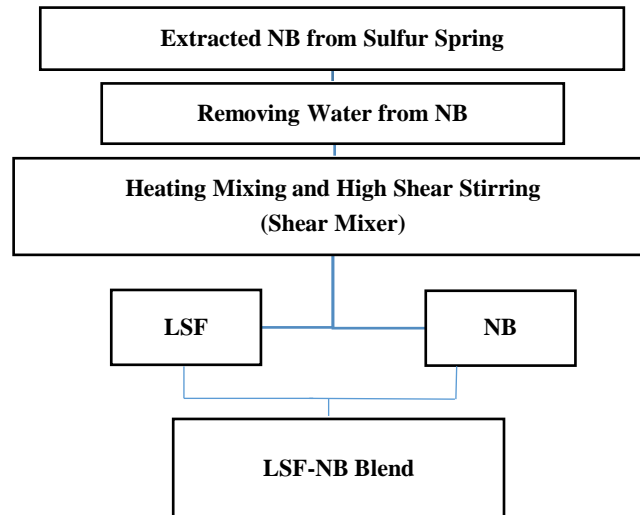 Extracted NB from Sulfur Spring
Removing Water from NB
Heating Mixing and High Shear Stirring
(Shear Mixer)
LSF
NB
LSF-NB Blend